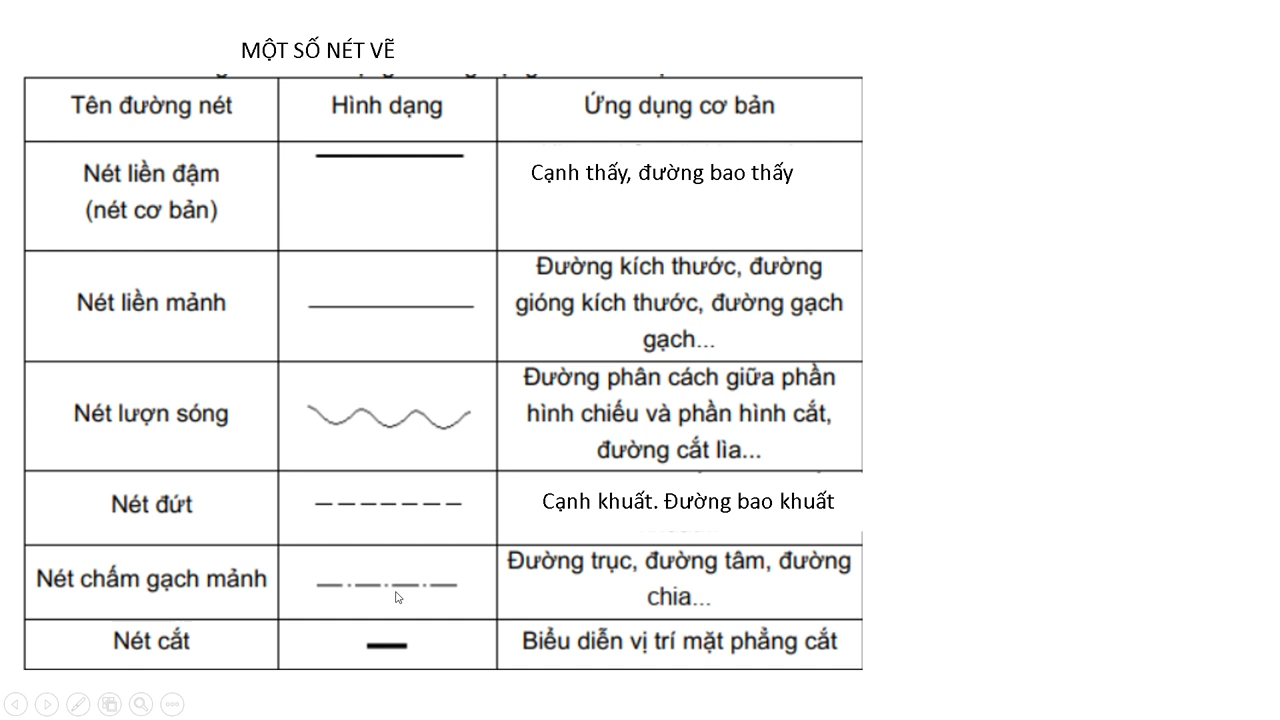 MỘT SỐ NÉT VẼ
Tên đường nét
Hình dạng
Ứng dụng cơ bản
Nét liền đậm
(nét cơ bản)
Cạnh thấy, đường bao thấy
Nét liền mảnh
Đường kích thước, đường
gióng kích thước, đường gạch
gạch...
Nét lượn sóng
Đường phân cách giữa phần
hình chiếu và phần hình cắt,
đường cắt lìa...
Nét đứt
Cạnh khuất. Đường bao khuất
Nét chấm gạch mảnh
Đường trục, đường tâm, đường
chia...
Nét cắt
Biểu diễn vị trí mặt phẳng cắt